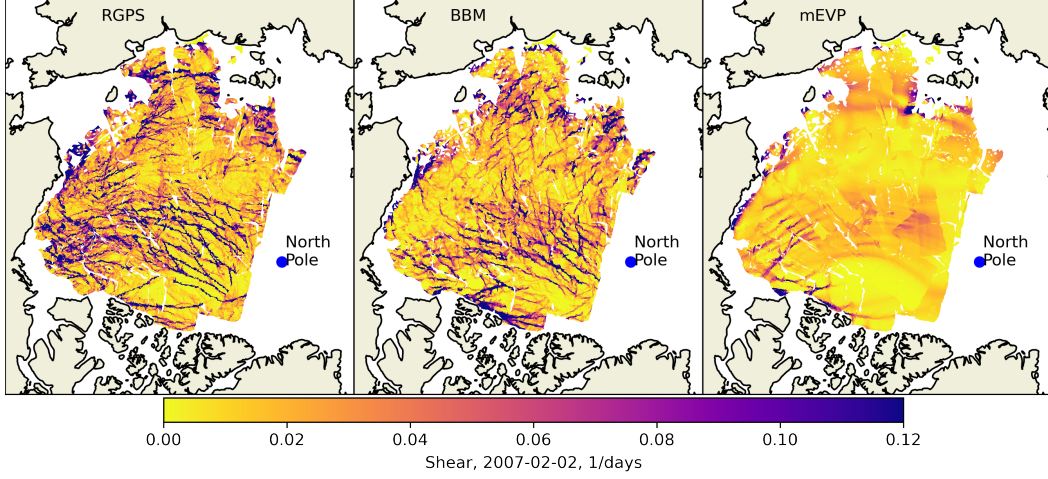 RGPS
BBM
mEVP
North
Pole
North
Pole
North
Pole
0.00
0.02
0.04
0.06
0.08
0.10
0.12
Shear, 2007-02-02, 1/days